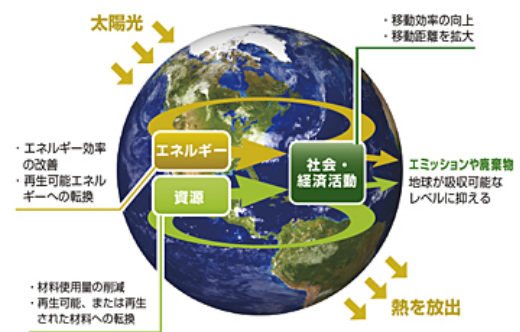 太陽光
・移動効率の向上
・移動距離を拡大
・エネルギー効率
の改善
・再生可能エネル
ギーへの転換
エネルギー
資源
社会・
経済活動
エミッションや廃棄物
地球が吸収可能な
レベルに抑える
・材料使用量の削減
・再生可能、または再生
された材料への転換
熱を放出